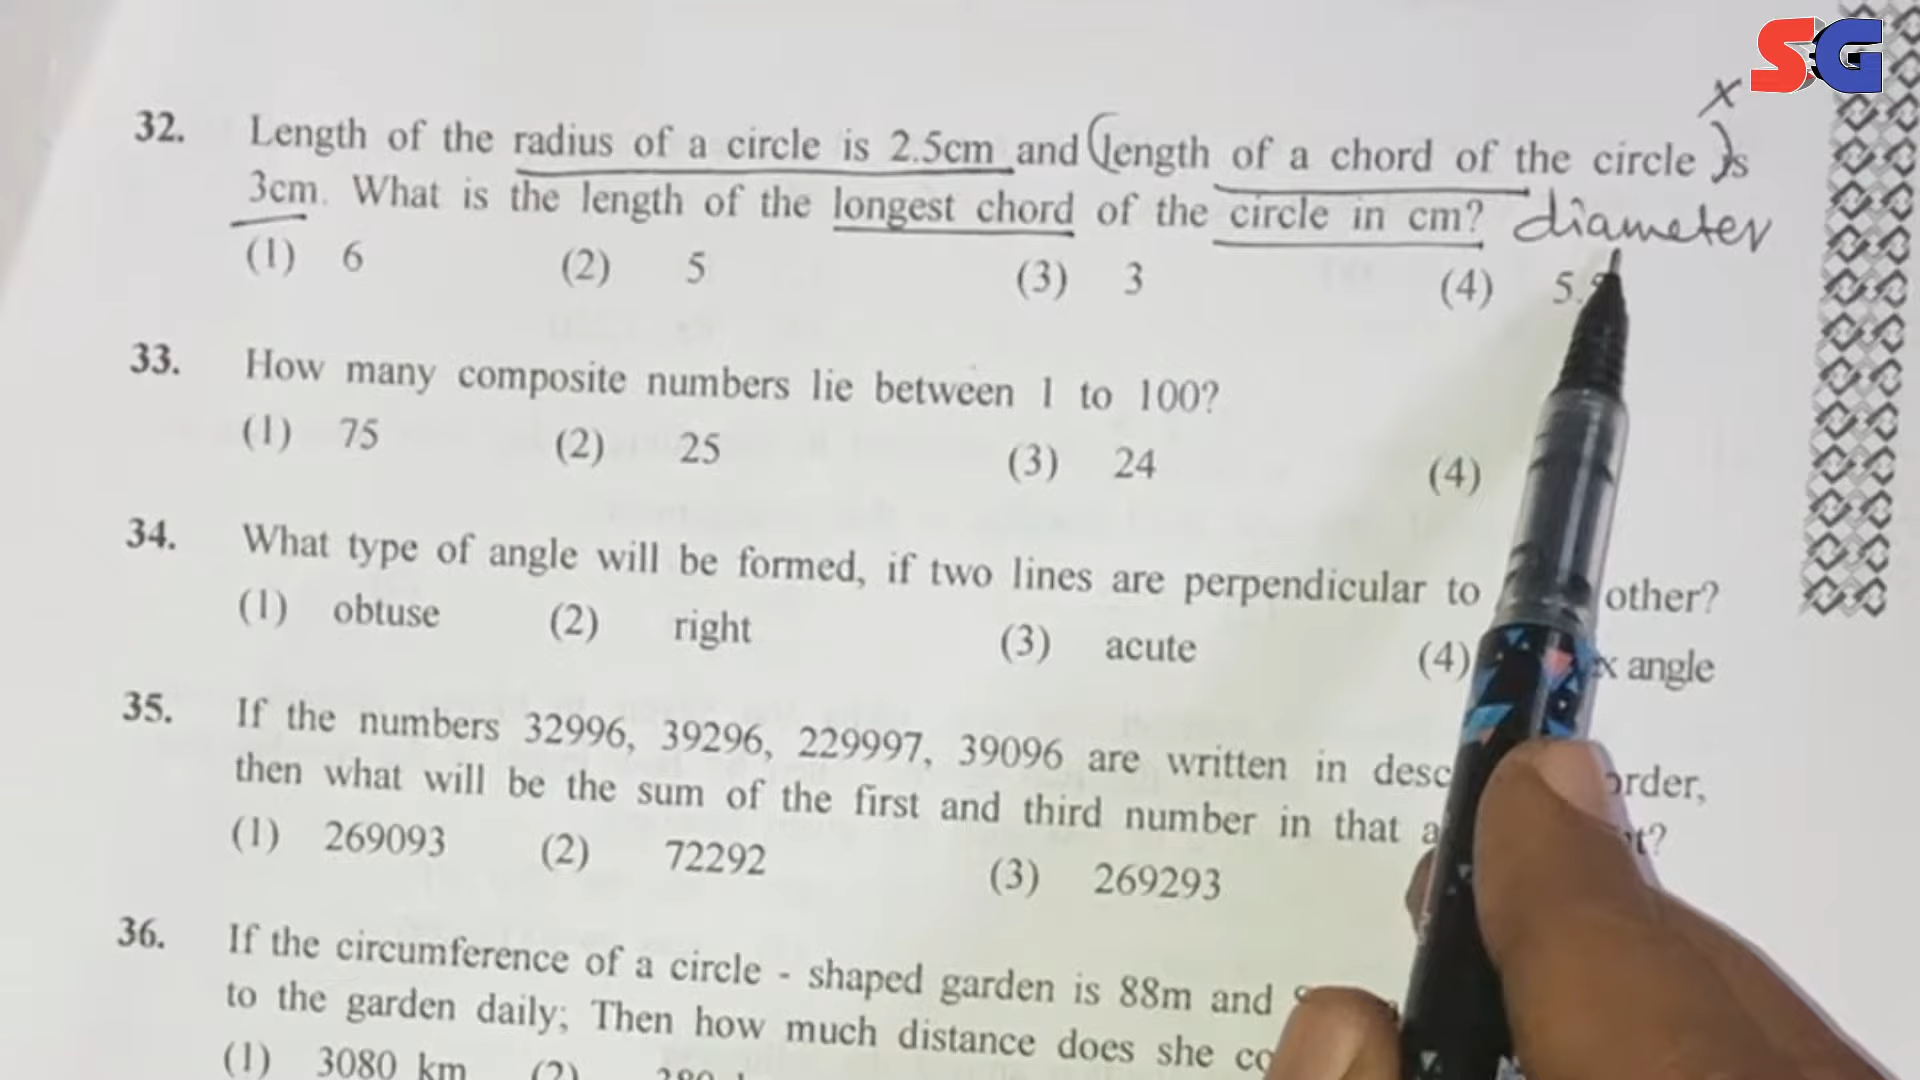 SG
x
32. Length of the radius of a circle is 2.5cm and (length of a chord of the circle) is
3cm. What is the length of the longest chord of the circle in cm? diameter
(1) 6 (2) 5 (3) 3 (4)
33. How many composite numbers lie between 1 to 100?
(1) 75 (2) 25 (3) 24 (4)
34. What type of angle will be formed, if two lines are perpendicular to other?
(1) obtuse (2) right (3) acute (4) x angle
35. If the numbers 32996, 39296, 229997, 39096 are written in desc order,
then what will be the sum of the first and third number in that a t?
(1) 269093 (2) 72292 (3) 269293
36. If the circumference of a circle - shaped garden is 88m and
to the garden daily; Then how much distance does she co
(1) 3080 km (2)